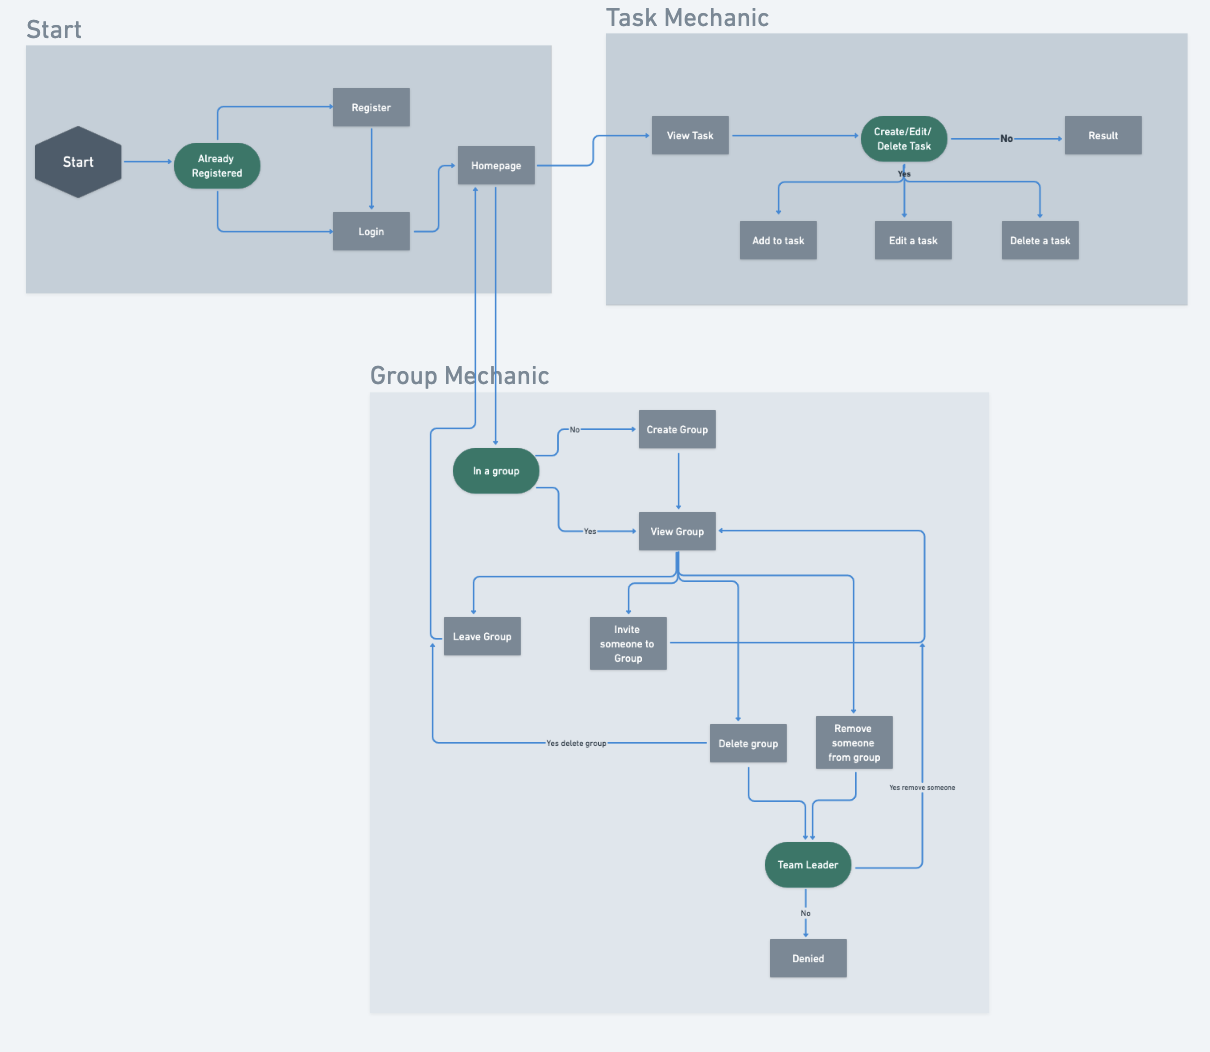 Start
Task Mechanic
Start
Already
Registered
Register
Login
Homepage
View Task
Create/Edit/
Delete Task
No
Result
Yes
Add to task
Edit a task
Delete a task
Group Mechanic
In a group
No
Create Group
Yes
View Group
Leave Group
Invite
someone to
Group
Delete group
Remove
someone
from group
Yes delete group
Yes remove someone
Team Leader
No
Denied